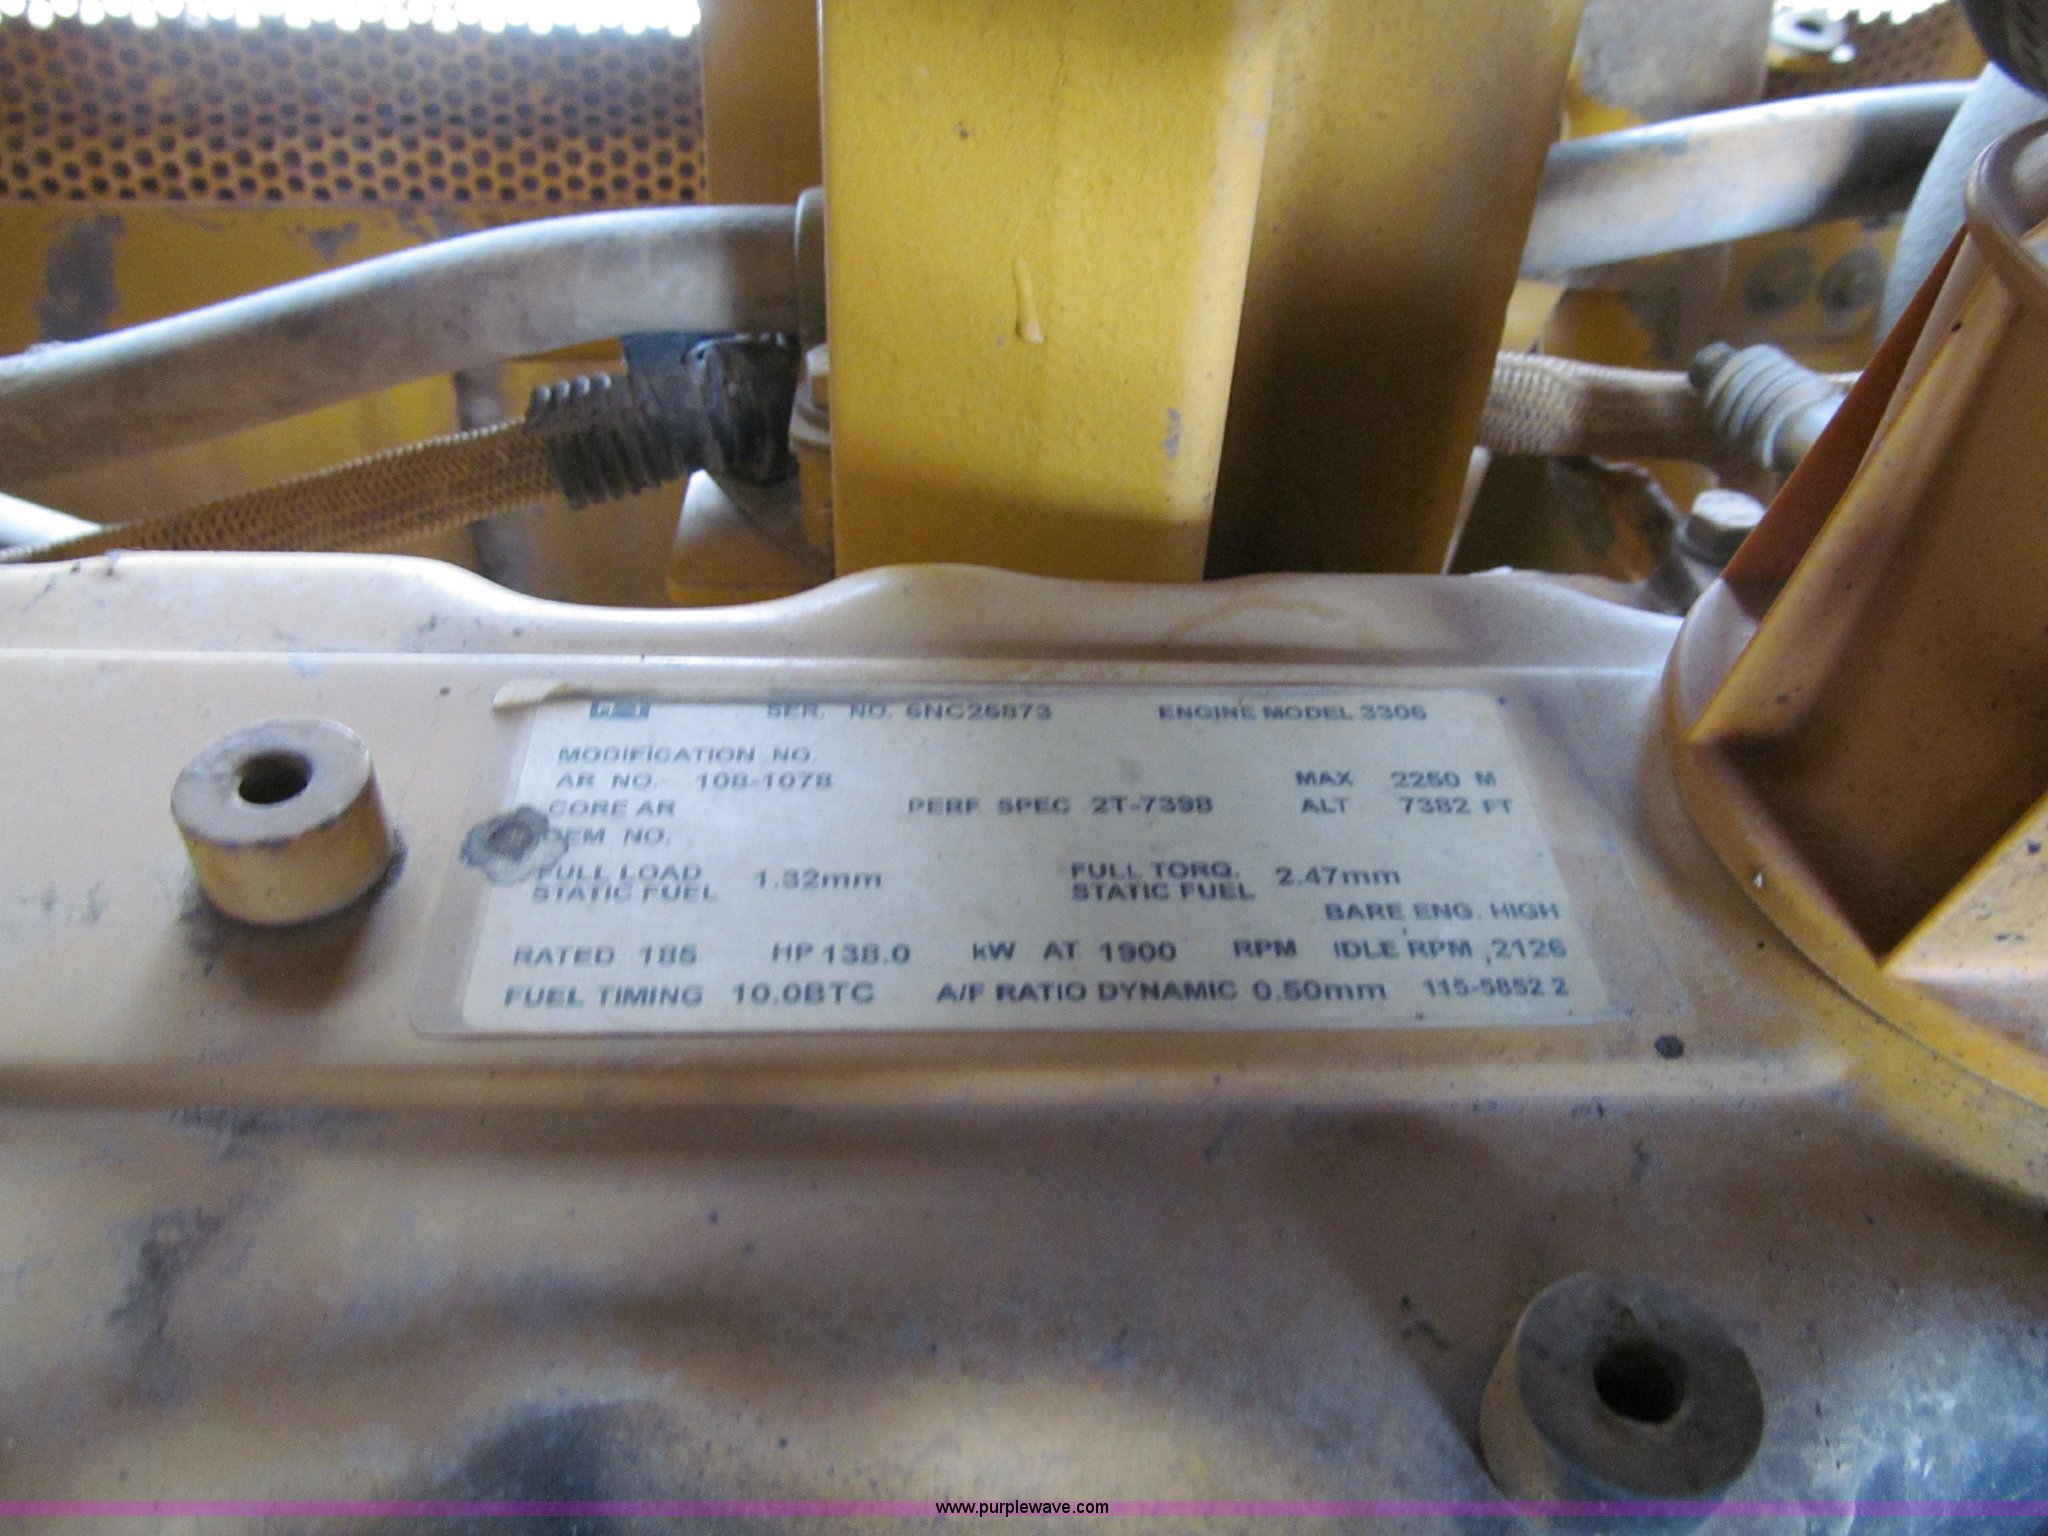 SER. NO. 6NC26873 ENGINE MODEL 3306
MODIFICATION NO.
AR NO. 108-1078 MAX 2250 M
CORE AR PERF SPEC 2T-7398 ALT 7382 FT
OEM NO.
FULL LOAD STATIC FUEL 1.32mm FULL TORQ. STATIC FUEL 2.47mm
BARE ENG. HIGH
RATED 185 HP 138.0 kW AT 1900 RPM IDLE RPM 2126
FUEL TIMING 10.0BTC A/F RATIO DYNAMIC 0.50mm 115-5852 2
www.purplewave.com